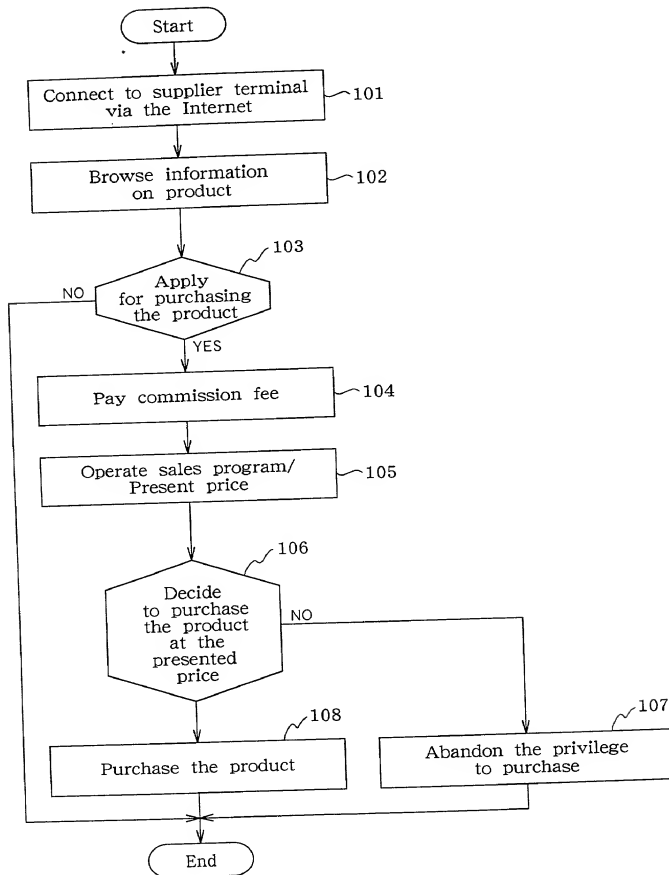 Start
Connect to supplier terminal
via the Internet
101
Browse information
on product
102
103
Apply
for purchasing
the product
NO
YES
Pay commission fee
104
Operate sales program/
Present price
105
106
Decide
to purchase
the product
at the
presented
price
NO
108
Purchase the product
107
Abandon the privilege
to purchase
End